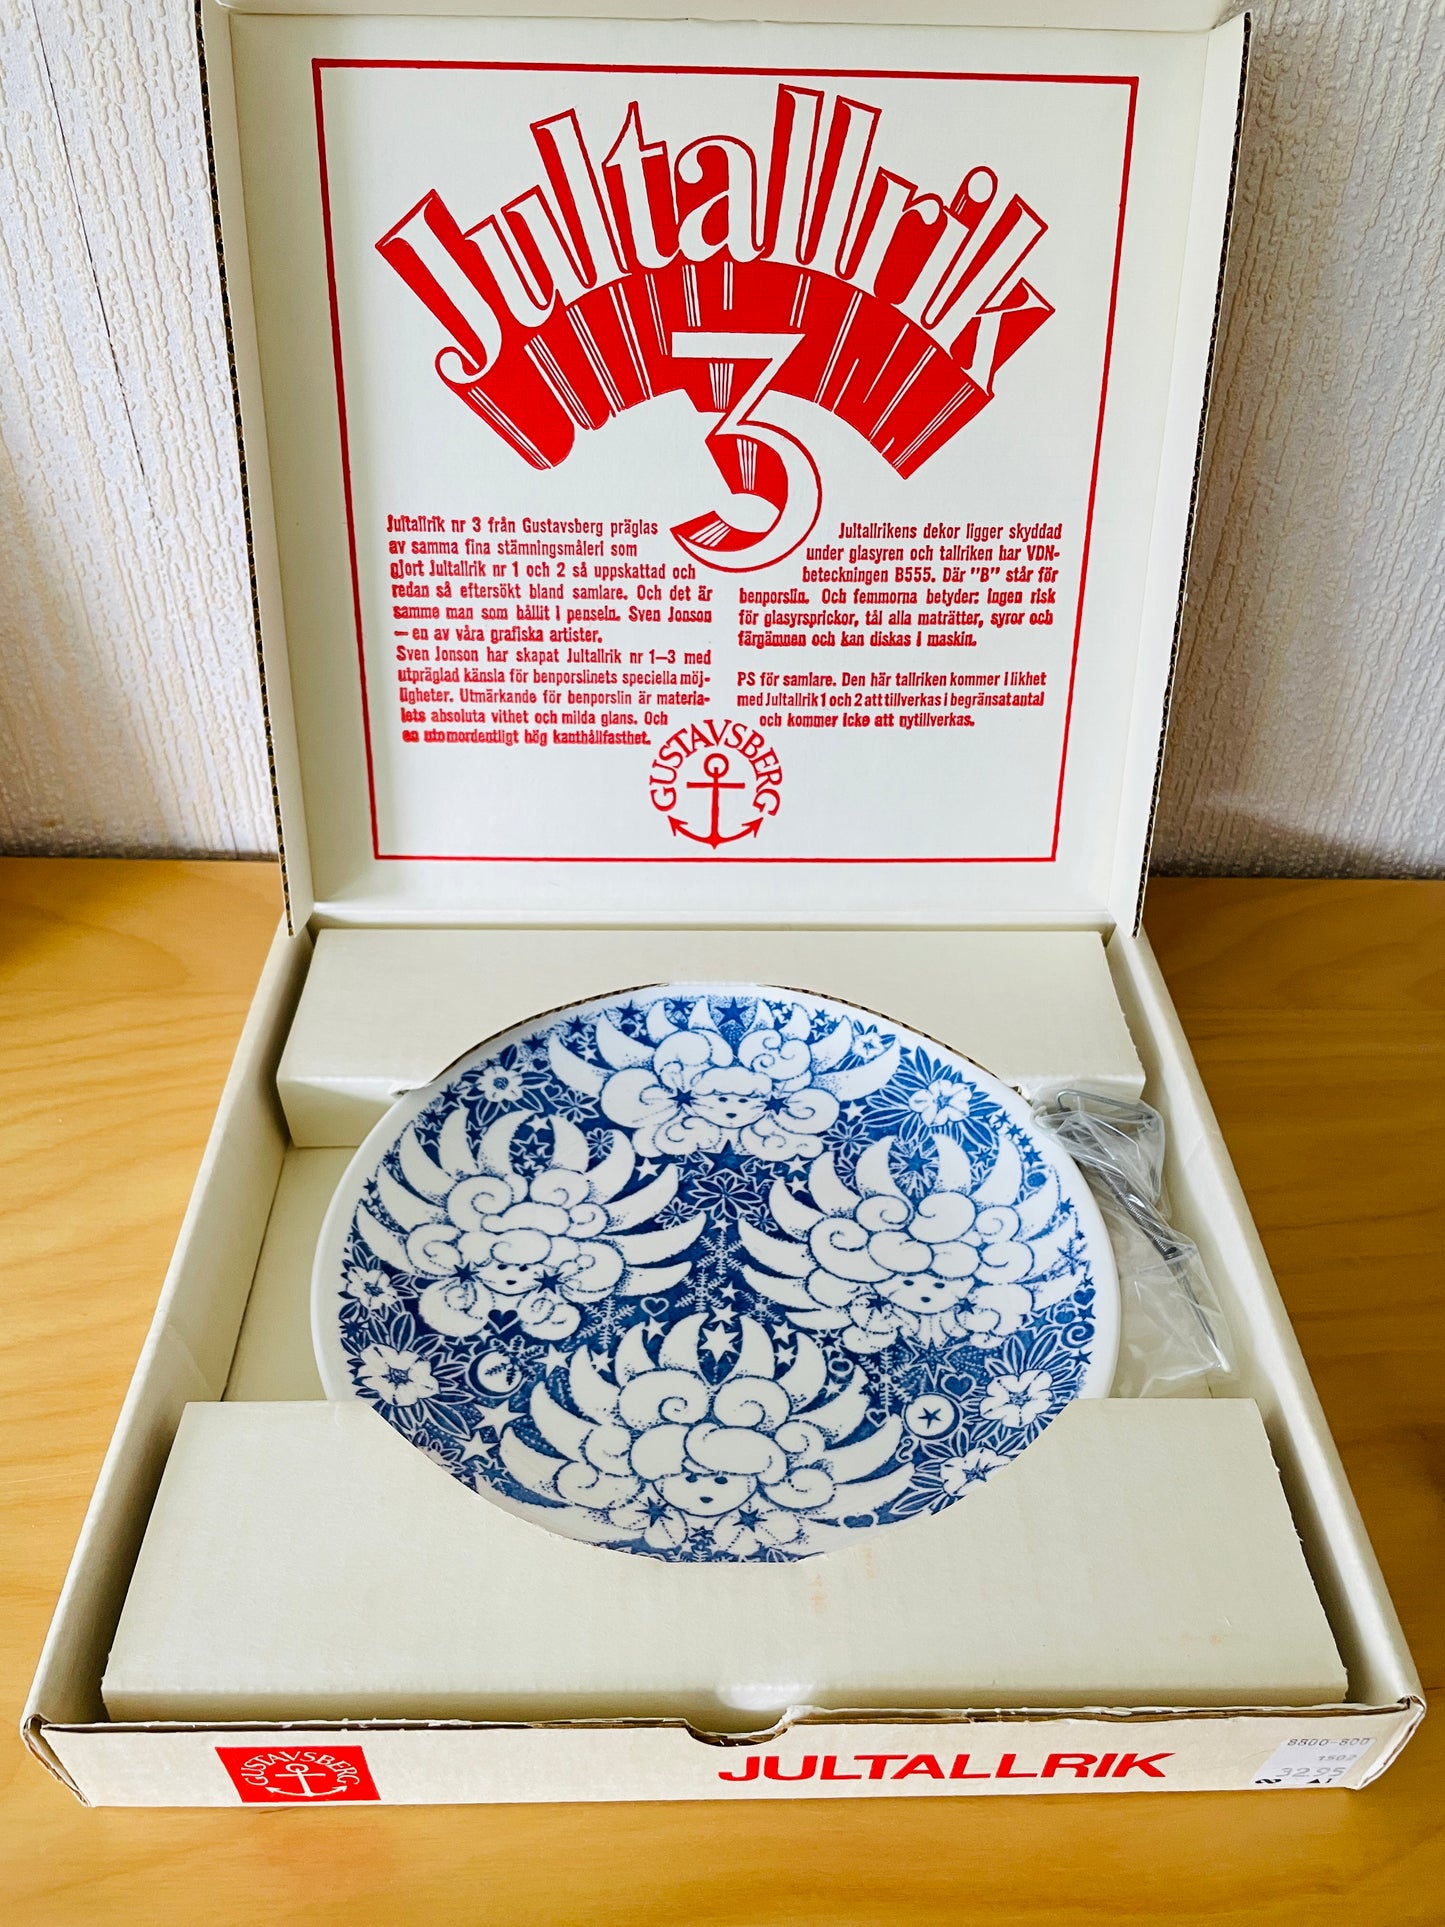 Jultallrik
3
Jultallrik nr 3 från Gustavsberg präglas
av samma fina stämningsmåleri som
gjort Jultallrik nr 1 och 2 så uppskattad och
redan så eftersökt bland samlare. Och det är
samme man som hållit i penseln. Sven Jonson
— en av våra grafiska artister.
Sven Jonson har skapat Jultallrik nr 1—3 med
utpräglad känsla för benporslinets speciella möj-
ligheter. Utmärkande för benporslin är materia-
lets absoluta vithet och milda glans. Och
en utomordentligt hög kanthållfasthet.
Jultallrikens dekor ligger skyddad
under glasyren och tallriken har VDN-
beteckningen B555. Där "B" står för
benporslin. Och femmorna betyder: ingen risk
för glasyrsprickor, tål alla maträtter, syror och
färgämnen och kan diskas i maskin.
PS för samlare. Den här tallriken kommer i likhet
med Jultallrik 1 och 2 att tillverkas i begränsat antal
och kommer icke att nytillverkas.
GUSTAVSBERG
GUSTAVSBERG
JULTALLRIK
8800-800
1502
32.95